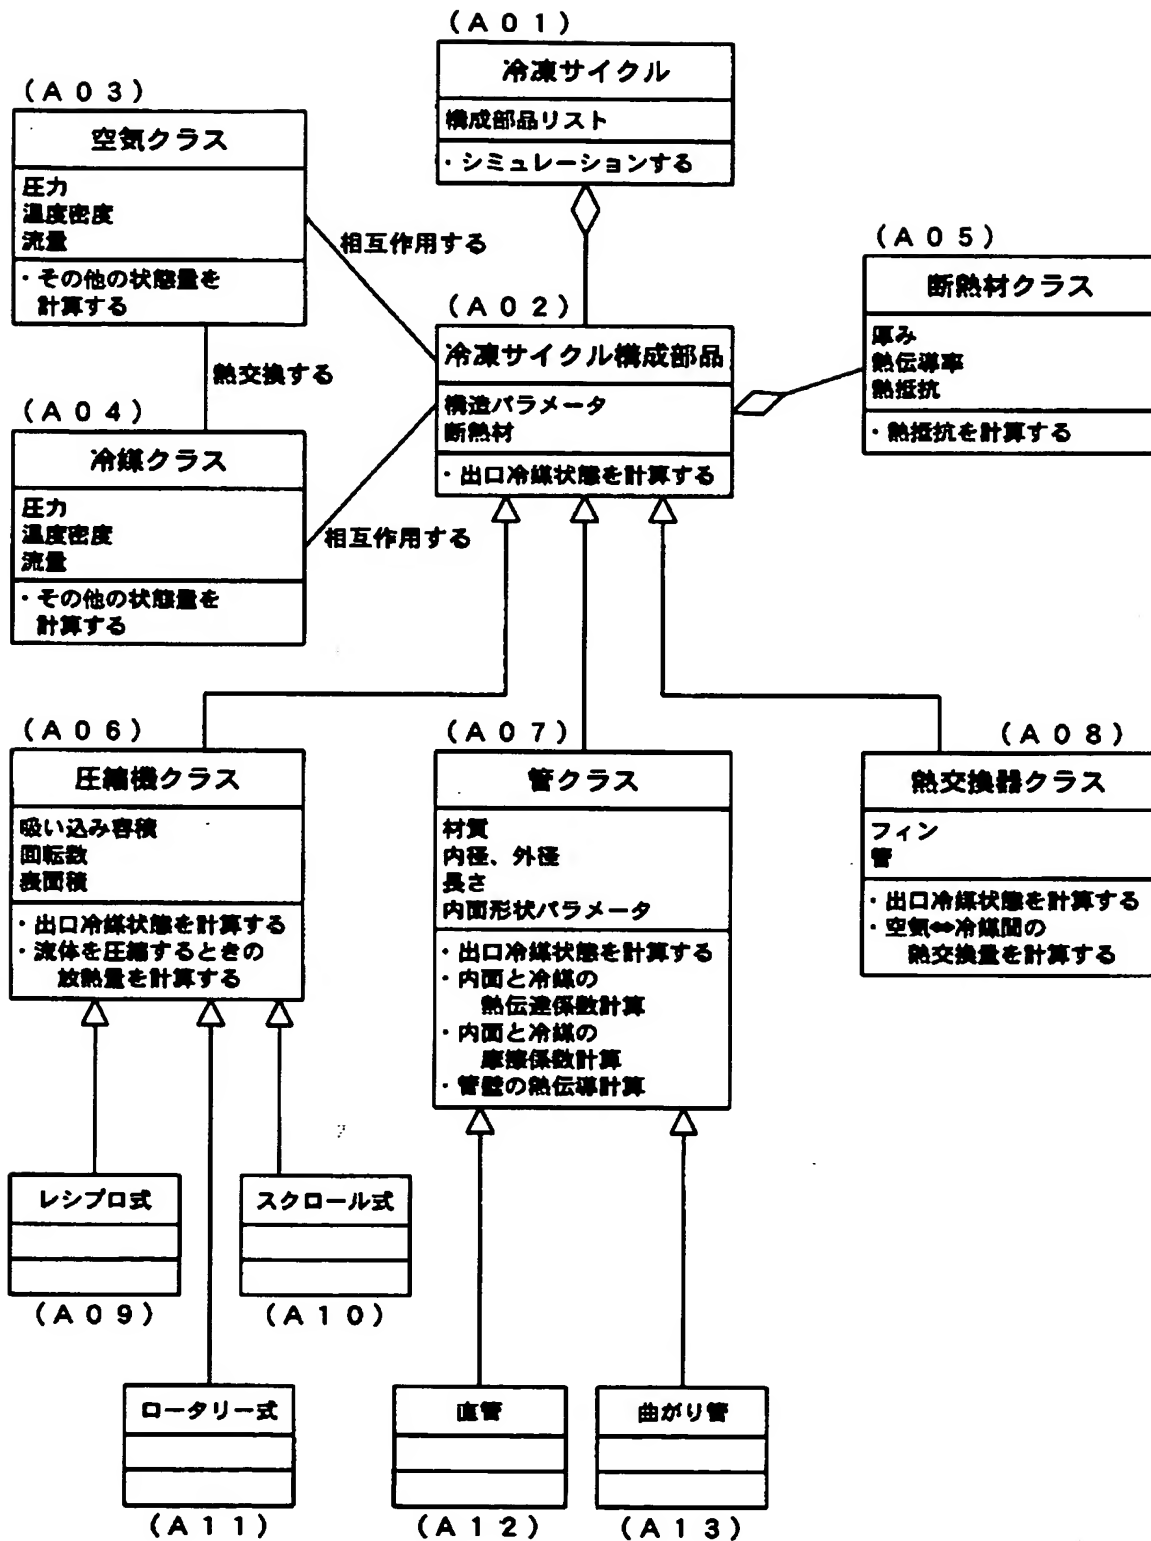 (A01)
冷凍サイクル
構成部品リスト
・シミュレーションする
(A03)
空気クラス
圧力
温度密度
流量
・その他の状態量を
計算する
相互作用する
(A05)
断熱材クラス
厚み
熱伝導率
熱抵抗
・熱抵抗を計算する
(A02)
冷凍サイクル構成部品
構造パラメータ
断熱材
・出口冷媒状態を計算する
熱交換する
(A04)
冷媒クラス
圧力
温度密度
流量
・その他の状態量を
計算する
相互作用する
(A06)
圧縮機クラス
吸い込み容積
回転数
表面積
・出口冷媒状態を計算する
・流体を圧縮するときの
放熱量を計算する
(A07)
管クラス
材質
内径、外径
長さ
内面形状パラメータ
・出口冷媒状態を計算する
・内面と冷媒の
熱伝達係数計算
・内面と冷媒の
摩擦係数計算
・管壁の熱伝導計算
(A08)
熱交換器クラス
フィン
管
・出口冷媒状態を計算する
・空気⇔冷媒間の
熱交換量を計算する
レシプロ式
(A09)
スクロール式
(A10)
ロータリー式
(A11)
直管
(A12)
曲がり管
(A13)